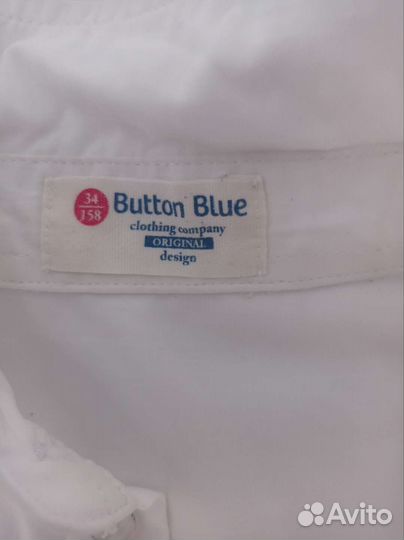 34
158
Button Blue
clothing company
ORIGINAL
design
Avito